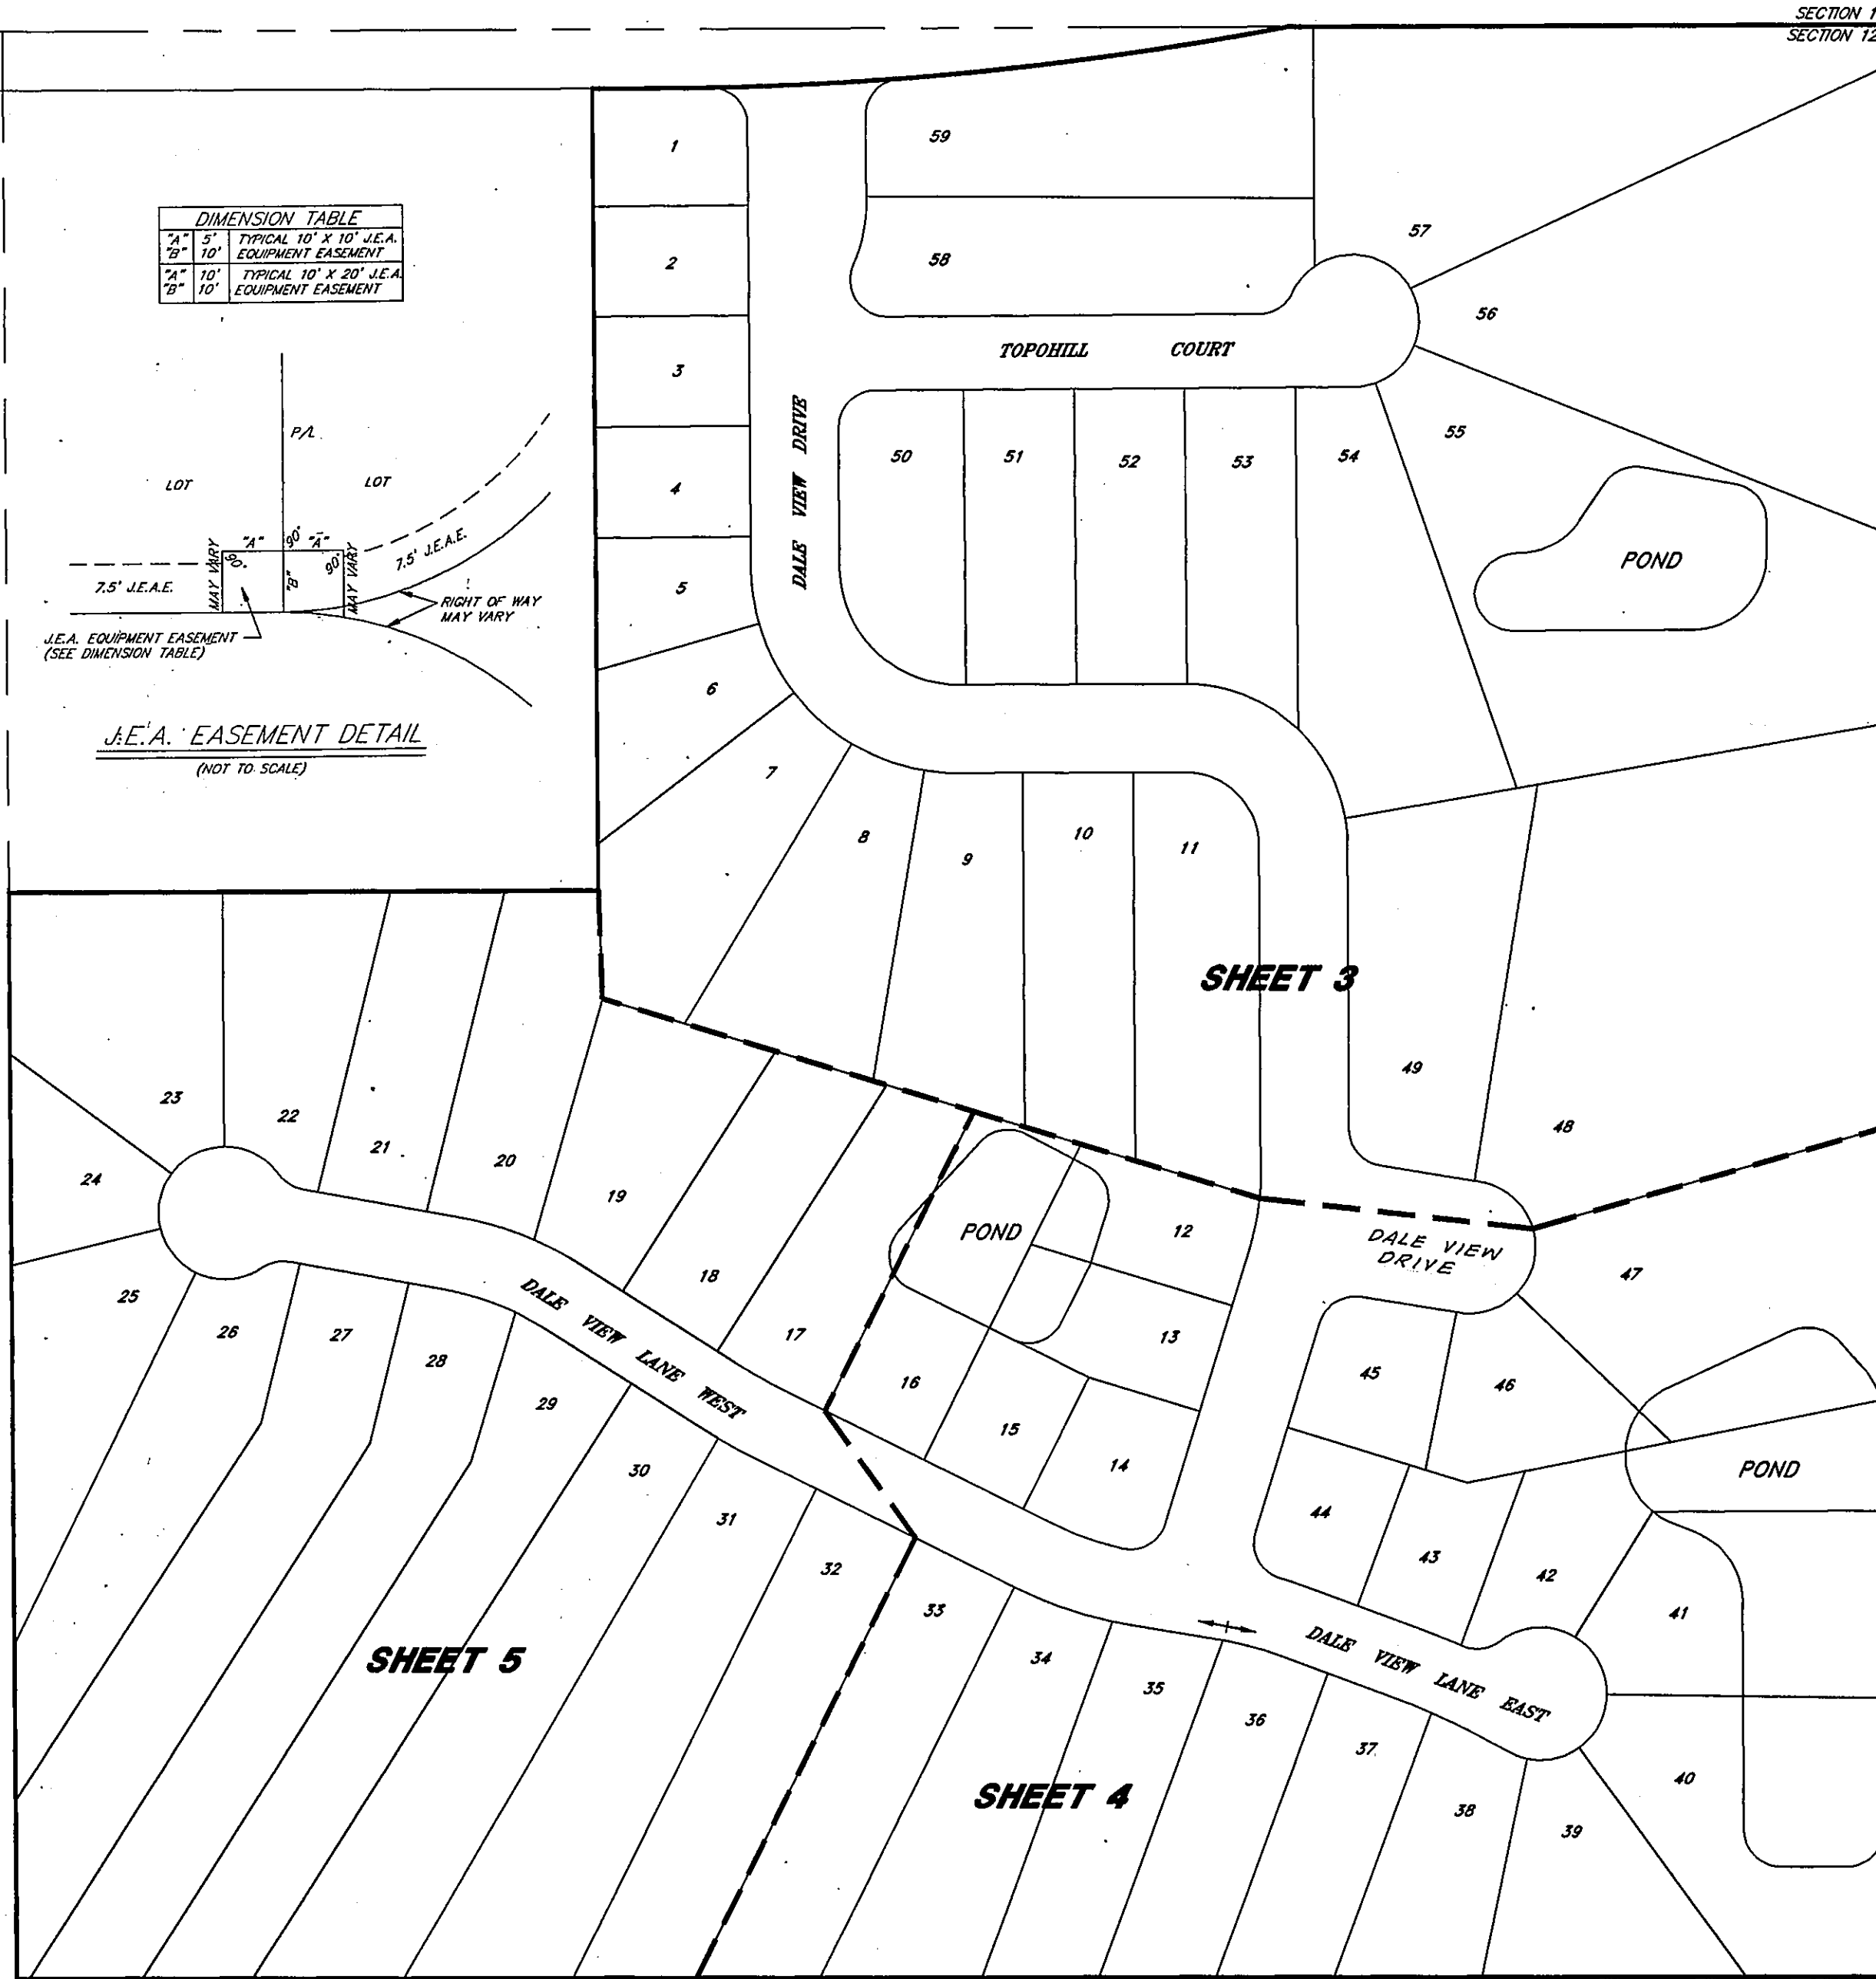 SECTION 1
SECTION 12
DIMENSION TABLE
"A" 5' TYPICAL 10' X 10' J.E.A.
"B" 10' EQUIPMENT EASEMENT
"A" 10' TYPICAL 10' X 20' J.E.A.
"B" 10' EQUIPMENT EASEMENT
P/L
LOT
LOT
"A"
90°
"A"
90°
90°
"B"
MAY VARY
MAY VARY
7.5' J.E.A.E.
7.5' J.E.A.E.
RIGHT OF WAY
MAY VARY
J.E.A. EQUIPMENT EASEMENT
(SEE DIMENSION TABLE)
J.E.A. EASEMENT DETAIL
(NOT TO SCALE)
1
2
3
4
5
6
7
8
9
10
11
59
58
57
56
55
TOPOHILL COURT
DALE VIEW DRIVE
50
51
52
53
54
POND
SHEET 3
49
48
23
22
21
20
19
18
17
24
25
26
27
28
29
30
31
32
DALE VIEW LANE WEST
SHEET 5
POND
12
13
16
15
14
DALE VIEW
DRIVE
47
45
46
POND
44
43
42
41
33
34
35
36
37
38
39
40
DALE VIEW LANE EAST
SHEET 4